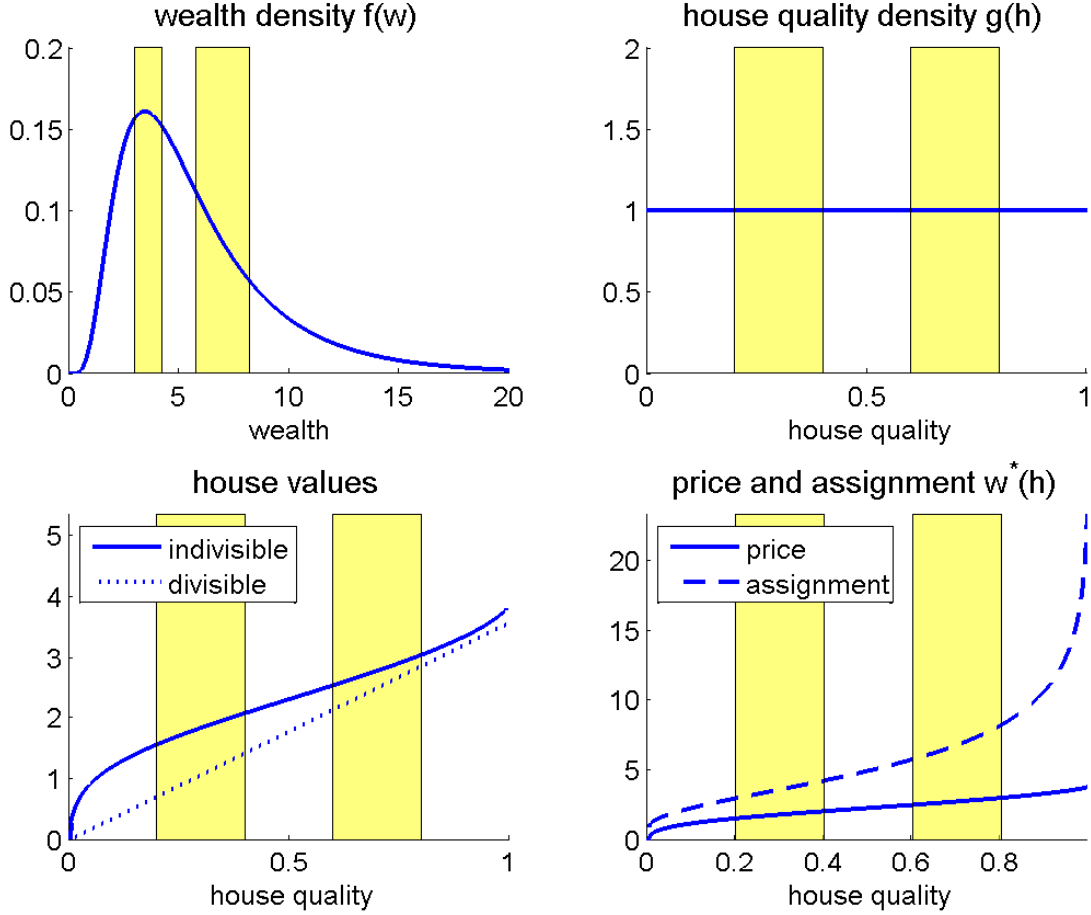 wealth density f(w)
0.2
0.15
0.1
0.05
0
0 5 10 15 20
wealth
house quality density g(h)
2
1.5
1
0.5
0
0 0.5 1
house quality
house values
5
4
3
2
1
0
indivisible
divisible
0 0.5 1
house quality
price and assignment w*(h)
20
15
10
5
0
price
assignment
0 0.2 0.4 0.6 0.8
house quality